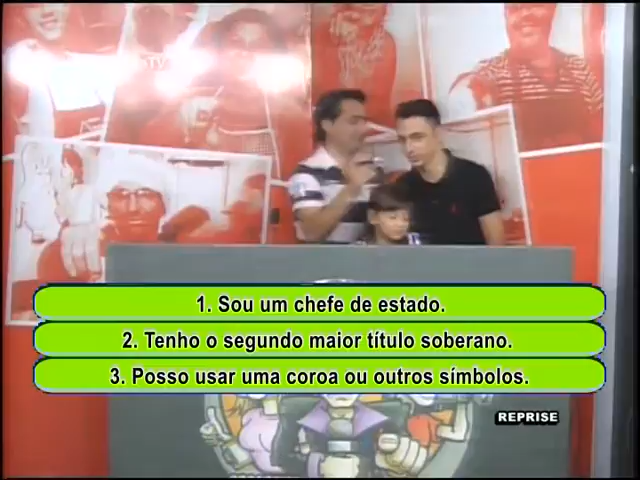 1. Sou um chefe de estado.
2. Tenho o segundo maior título soberano.
3. Posso usar uma coroa ou outros símbolos.
REPRISE